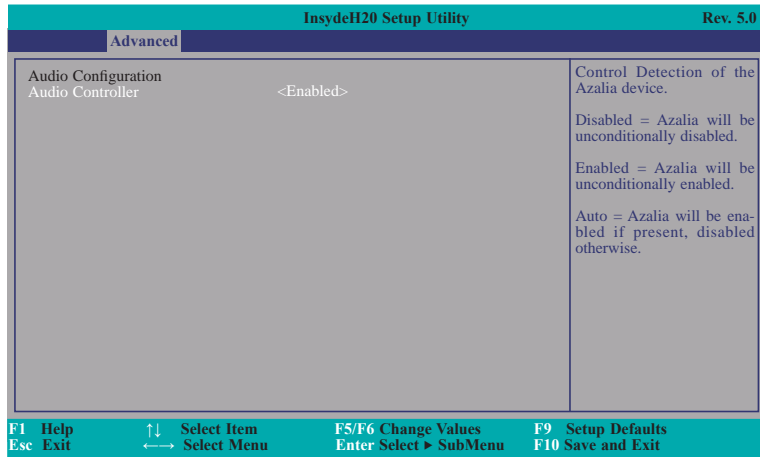 InsydeH20 Setup Utility Rev. 5.0
Advanced
Audio Configuration
Audio Controller <Enabled>
Control Detection of the
Azalia device.
Disabled = Azalia will be
unconditionally disabled.
Enabled = Azalia will be
unconditionally enabled.
Auto = Azalia will be ena-
bled if present, disabled
otherwise.
F1 Help ↑↓ Select Item F5/F6 Change Values F9 Setup Defaults
Esc Exit ←→ Select Menu Enter Select ▶ SubMenu F10 Save and Exit